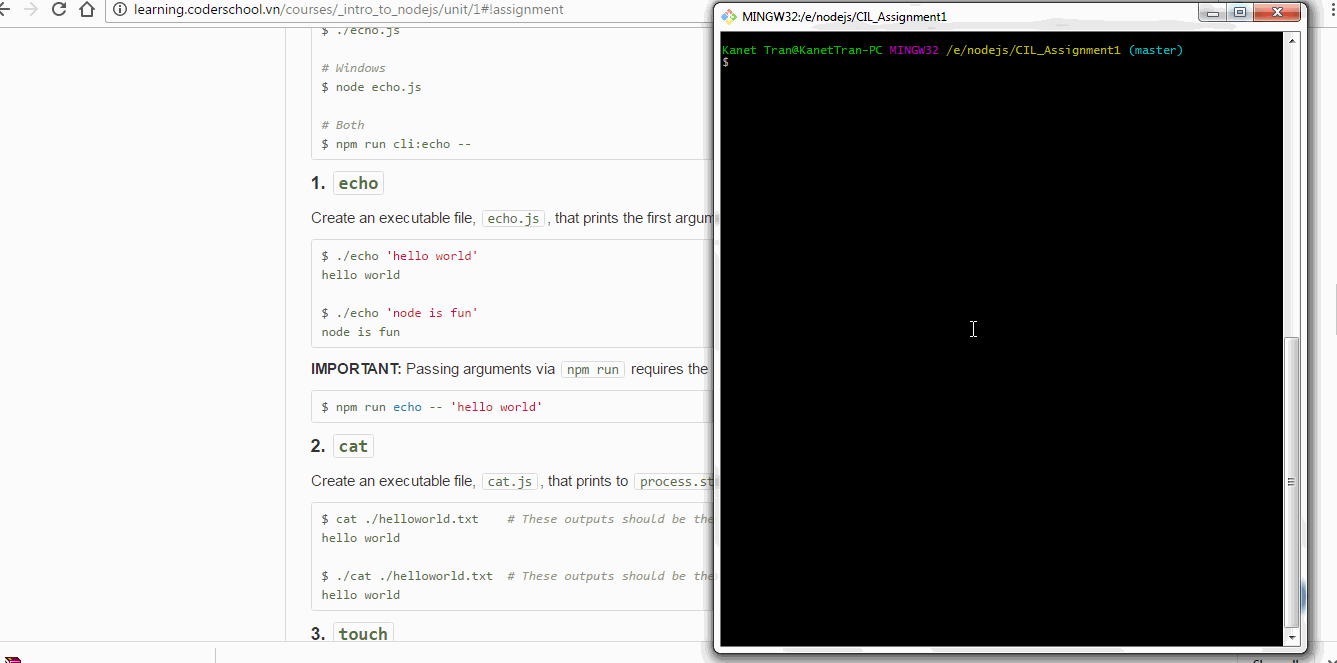 learning.coderschool.vn/courses/_intro_to_nodejs/unit/1#!assignment
$ ./echo.js
# Windows
$ node echo.js
# Both
$ npm run cli:echo --
1. echo
Create an executable file, echo.js , that prints the first argum
$ ./echo 'hello world'
hello world
$ ./echo 'node is fun'
node is fun
IMPORTANT: Passing arguments via npm run requires the
$ npm run echo -- 'hello world'
2. cat
Create an executable file, cat.js , that prints to process.st
$ cat ./helloworld.txt # These outputs should be the
hello world
$ ./cat ./helloworld.txt # These outputs should be the
hello world
3. touch
MINGW32:/e/nodejs/CIL_Assignment1
Kanet Tran@KanetTran-PC MINGW32 /e/nodejs/CIL_Assignment1 (master)
$